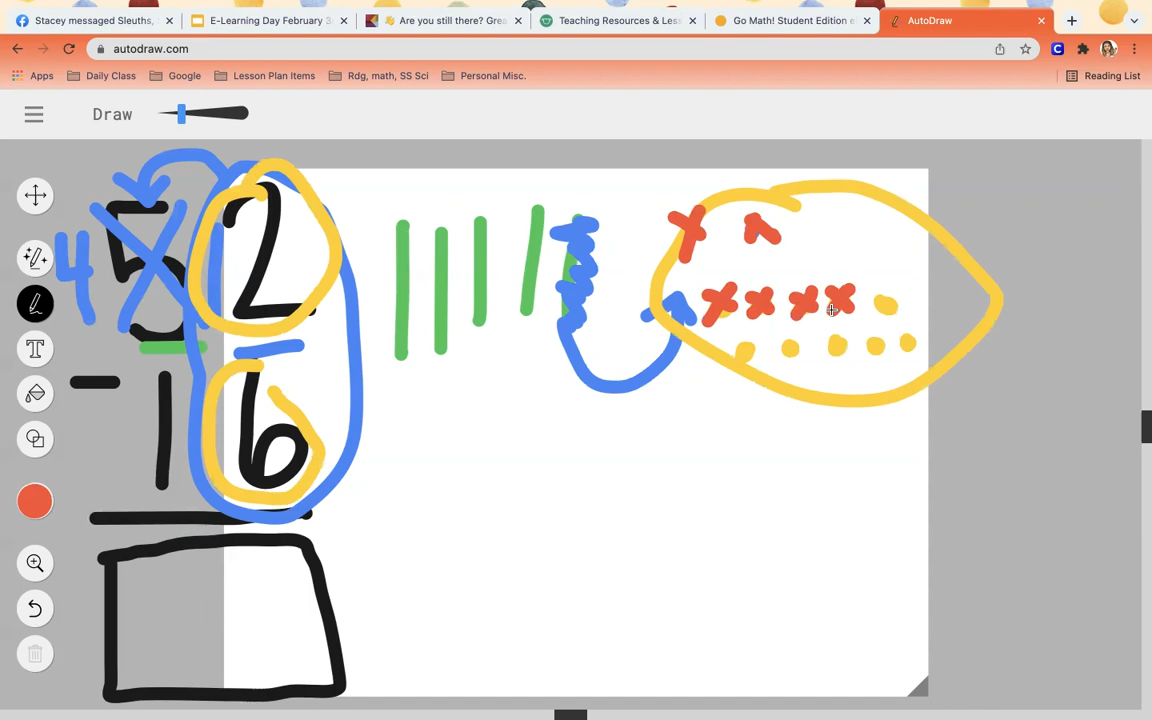 Stacey messaged Sleuths,
E-Learning Day February 3
Are you still there? Grea
Teaching Resources & Less
Go Math! Student Edition e
AutoDraw
autodraw.com
Apps
Daily Class
Google
Lesson Plan Items
Rdg, math, SS Sci
Personal Misc.
Reading List
Draw
4 5 2
- 1 6